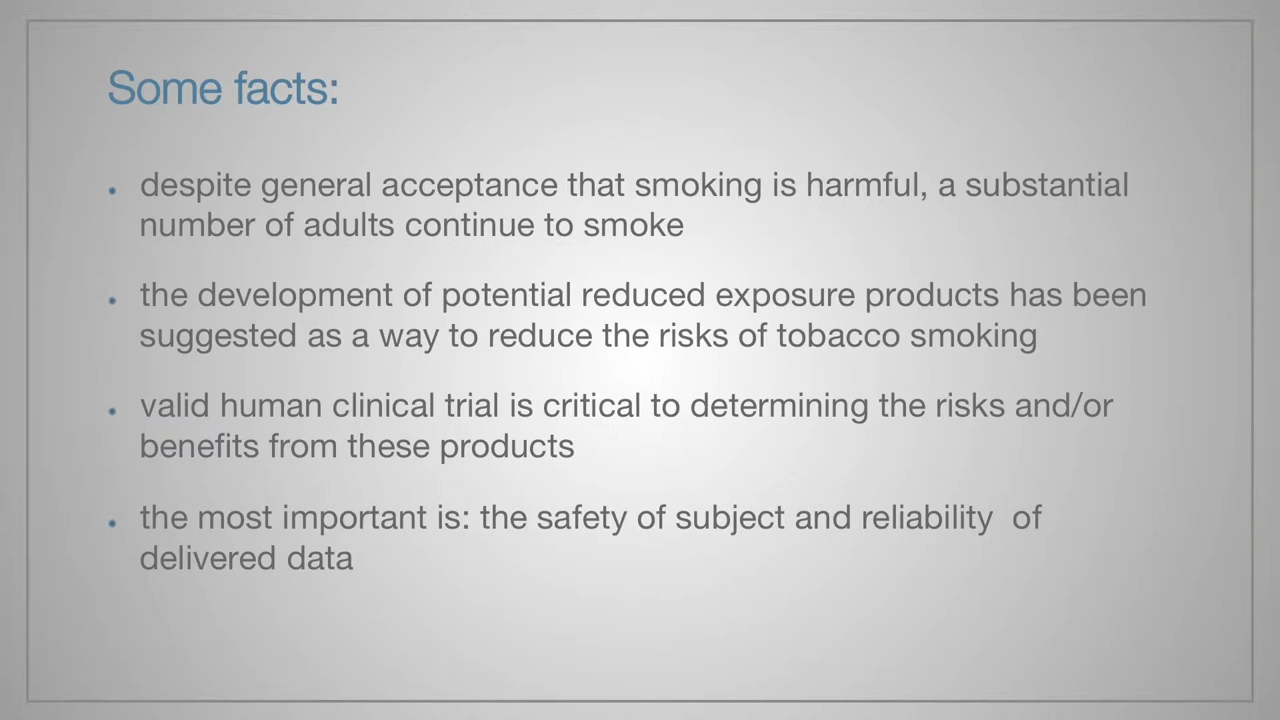 Some facts:
• despite general acceptance that smoking is harmful, a substantial
number of adults continue to smoke
• the development of potential reduced exposure products has been
suggested as a way to reduce the risks of tobacco smoking
• valid human clinical trial is critical to determining the risks and/or
benefits from these products
• the most important is: the safety of subject and reliability  of
delivered data